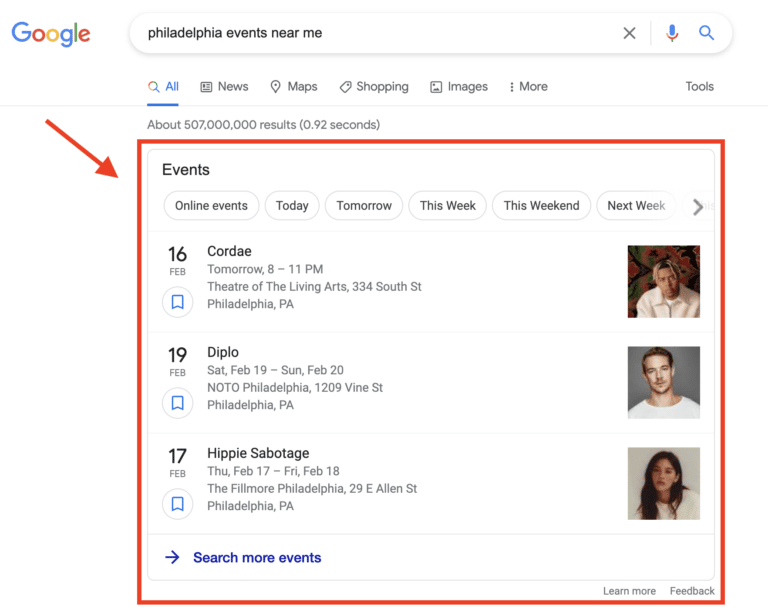 Google
philadelphia events near me
All News Maps Shopping Images More Tools
About 507,000,000 results (0.92 seconds)
Events
Online events Today Tomorrow This Week This Weekend Next Week
16
FEB
Cordae
Tomorrow, 8 – 11 PM
Theatre of The Living Arts, 334 South St
Philadelphia, PA
19
FEB
Diplo
Sat, Feb 19 – Sun, Feb 20
NOTO Philadelphia, 1209 Vine St
Philadelphia, PA
17
FEB
Hippie Sabotage
Thu, Feb 17 – Fri, Feb 18
The Fillmore Philadelphia, 29 E Allen St
Philadelphia, PA
Search more events
Learn more Feedback